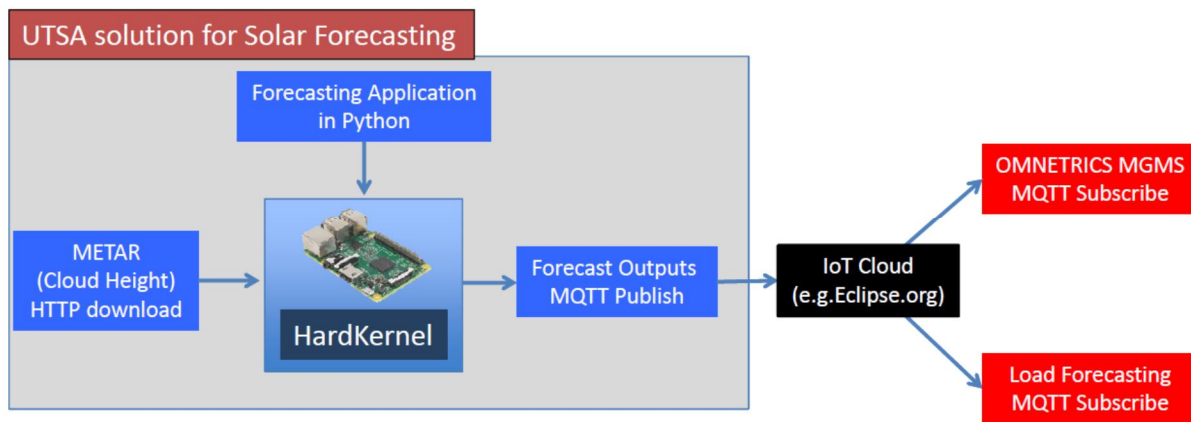 UTSA solution for Solar Forecasting
Forecasting Application
in Python
METAR
(Cloud Height)
HTTP download
HardKernel
Forecast Outputs
MQTT Publish
IoT Cloud
(e.g.Eclipse.org)
OMNETRICS MGMS
MQTT Subscribe
Load Forecasting
MQTT Subscribe